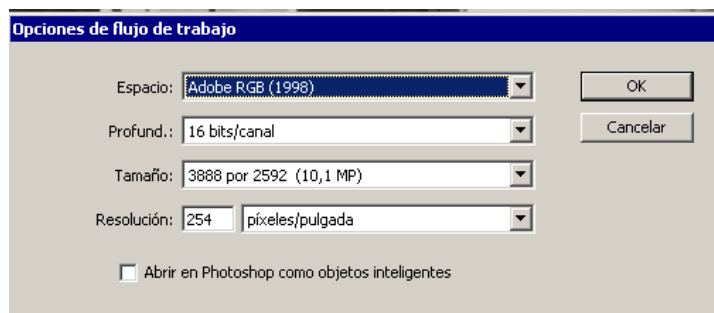 Opciones de flujo de trabajo
Espacio: Adobe RGB (1998) OK
Profund.: 16 bits/canal Cancelar
Tamaño: 3888 por 2592 (10,1 MP)
Resolución: 254 píxeles/pulgada
Abrir en Photoshop como objetos inteligentes